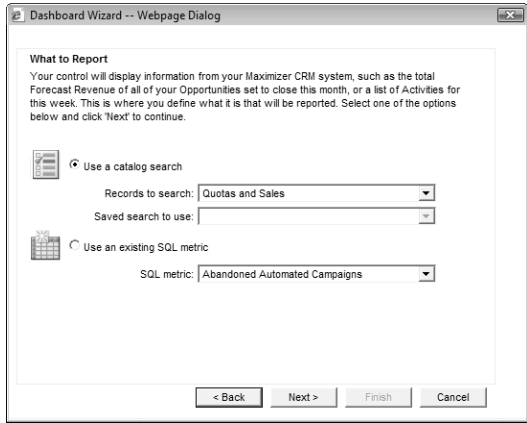 Dashboard Wizard -- Webpage Dialog
What to Report
Your control will display information from your Maximizer CRM system, such as the total
Forecast Revenue of all of your Opportunities set to close this month, or a list of Activities for
this week. This is where you define what it is that will be reported. Select one of the options
below and click 'Next' to continue.
Use a catalog search
Records to search: Quotas and Sales
Saved search to use:
Use an existing SQL metric
SQL metric: Abandoned Automated Campaigns
< Back Next > Finish Cancel